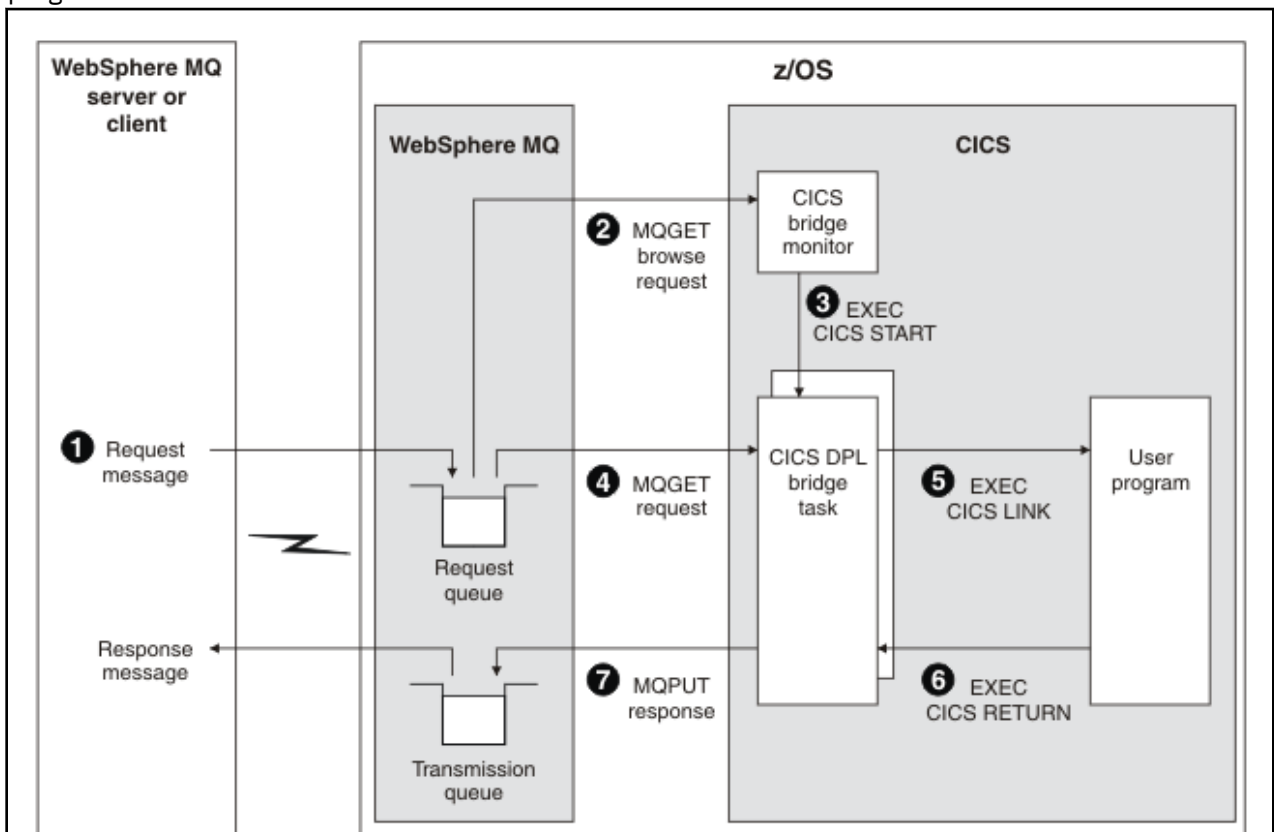 WebSphere MQ
server or
client
z/OS
WebSphere MQ
CICS
CICS
bridge
monitor
2 MQGET
browse
request
3 EXEC
CICS START
1 Request
message
4 MQGET
request
CICS DPL
bridge
task
5 EXEC
CICS LINK
User
program
Request
queue
Response
message
7 MQPUT
response
6 EXEC
CICS RETURN
Transmission
queue